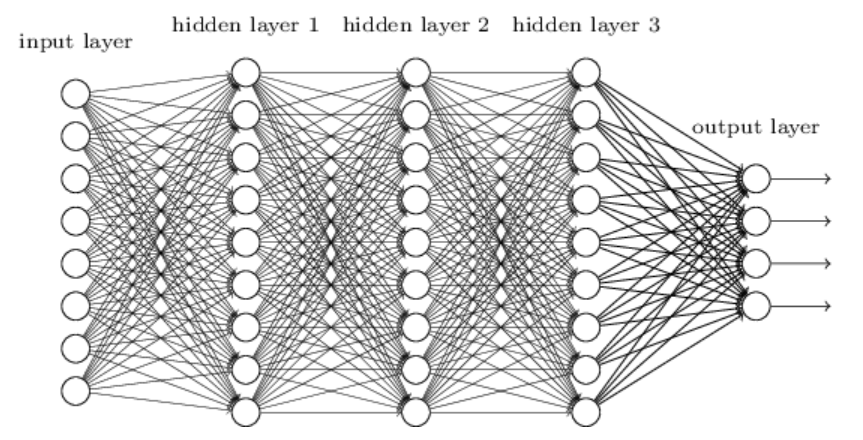 input layer
hidden layer 1
hidden layer 2
hidden layer 3
output layer